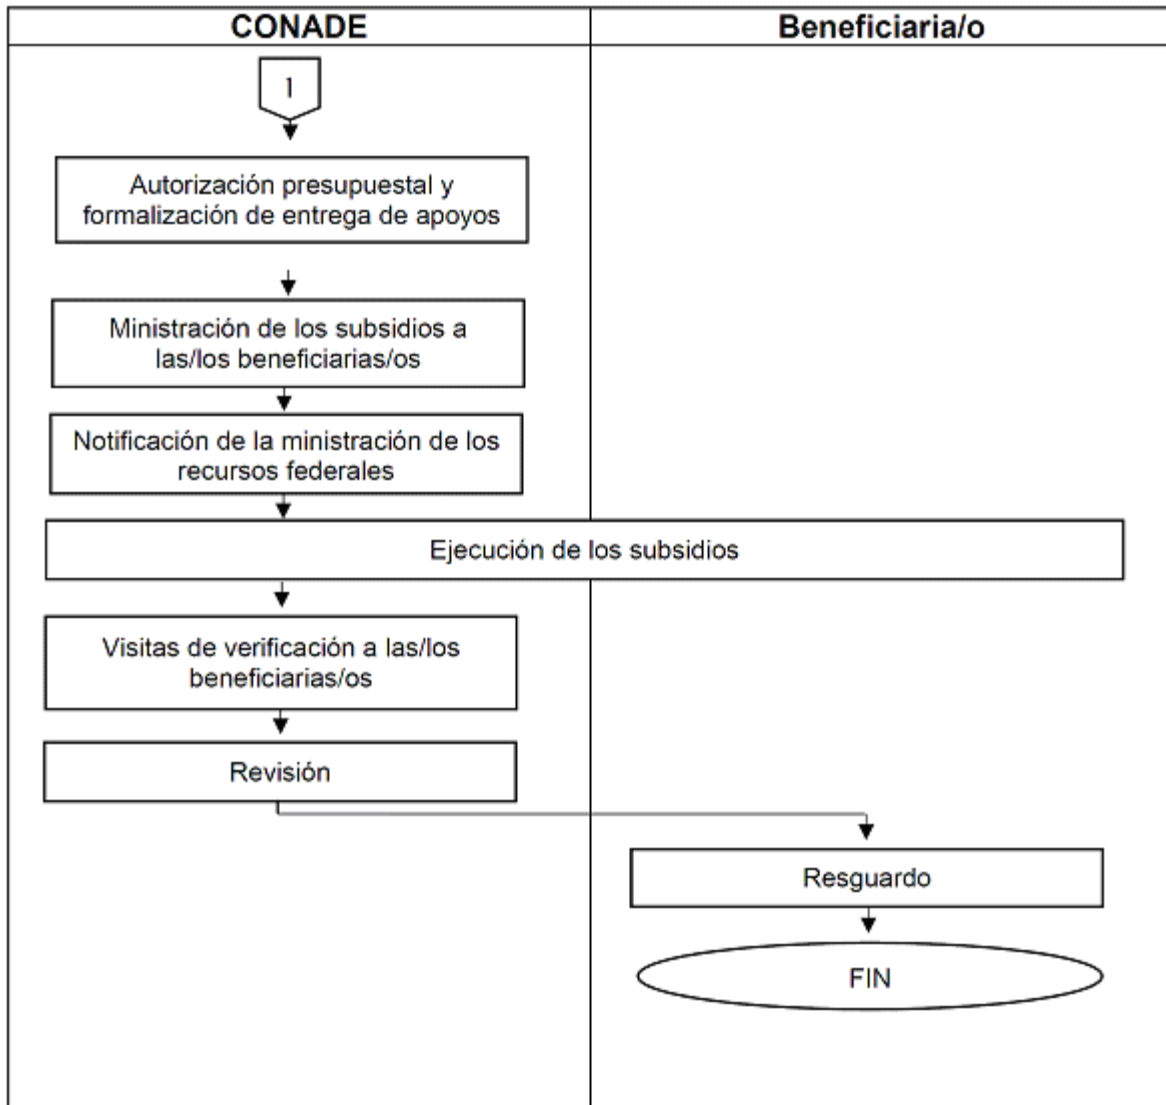 CONADE
Beneficiaria/o
1
Autorización presupuestal y
formalización de entrega de apoyos
Ministración de los subsidios a
las/los beneficiarias/os
Notificación de la ministración de los
recursos federales
Ejecución de los subsidios
Visitas de verificación a las/los
beneficiarias/os
Revisión
Resguardo
FIN